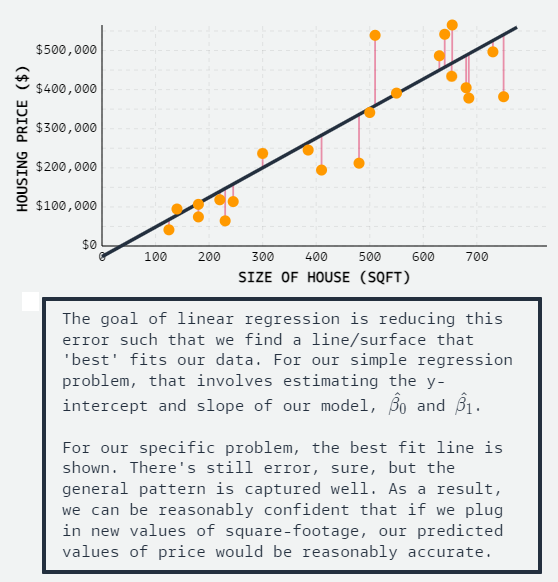 HOUSING PRICE ($)
$500,000
$400,000
$300,000
$200,000
$100,000
$0
0 100 200 300 400 500 600 700
SIZE OF HOUSE (SQFT)
The goal of linear regression is reducing this
error such that we find a line/surface that
'best' fits our data. For our simple regression
problem, that involves estimating the y-
intercept and slope of our model, β̂0 and β̂1.
For our specific problem, the best fit line is
shown. There's still error, sure, but the
general pattern is captured well. As a result,
we can be reasonably confident that if we plug
in new values of square-footage, our predicted
values of price would be reasonably accurate.